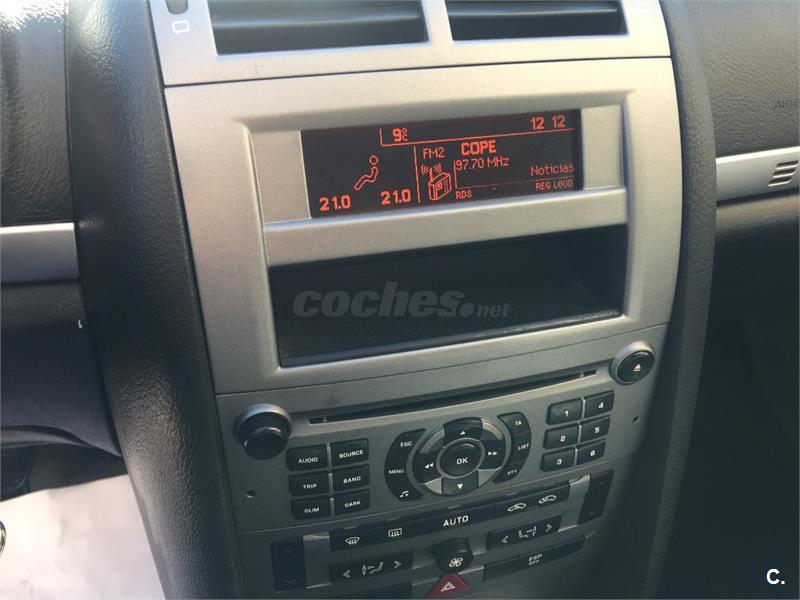 9°C
12 12
FM2
COPE
97.70 MHz
Noticias
21.0
21.0
RDS
REG LOUD
coches.net
AUDIO
SOURCE
TRIP
BAND
CLIM
DARK
ESC
MENU
OK
TA
LIST
PTY
1
4
2
5
3
6
AUTO
ESP
OFF
C.